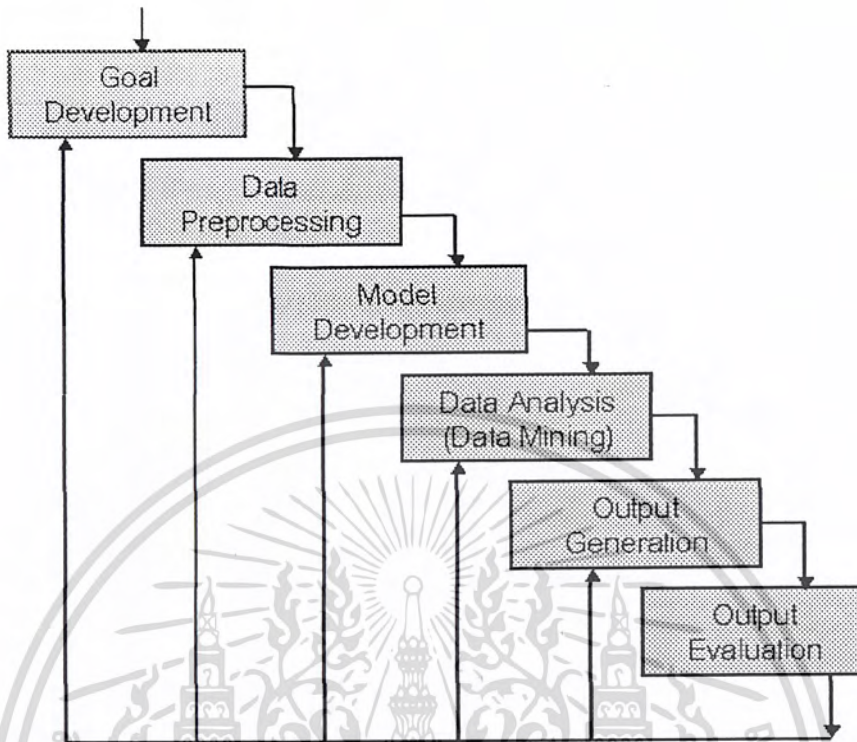 Goal
Development
Data
Preprocessing
Model
Development
Data Analysis
(Data Mining)
Output
Generation
Output
Evaluation